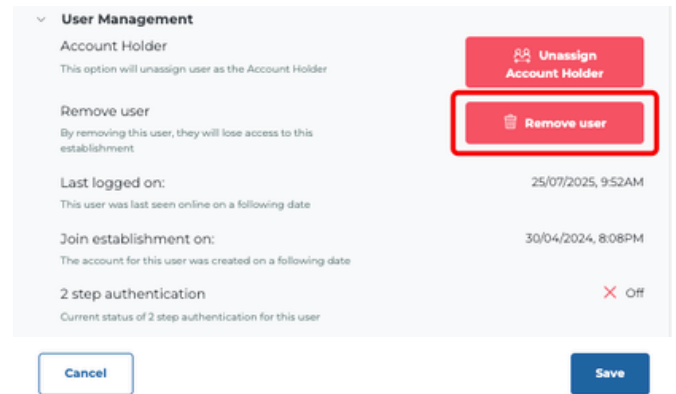 User Management
Account Holder
This option will unassign user as the Account Holder
Unassign
Account Holder
Remove user
By removing this user, they will lose access to this
establishment
Remove user
Last logged on:
25/07/2025, 9:52AM
This user was last seen online on a following date
Join establishment on:
30/04/2024, 8:08PM
The account for this user was created on a following date
2 step authentication
Off
Current status of 2 step authentication for this user
Cancel
Save